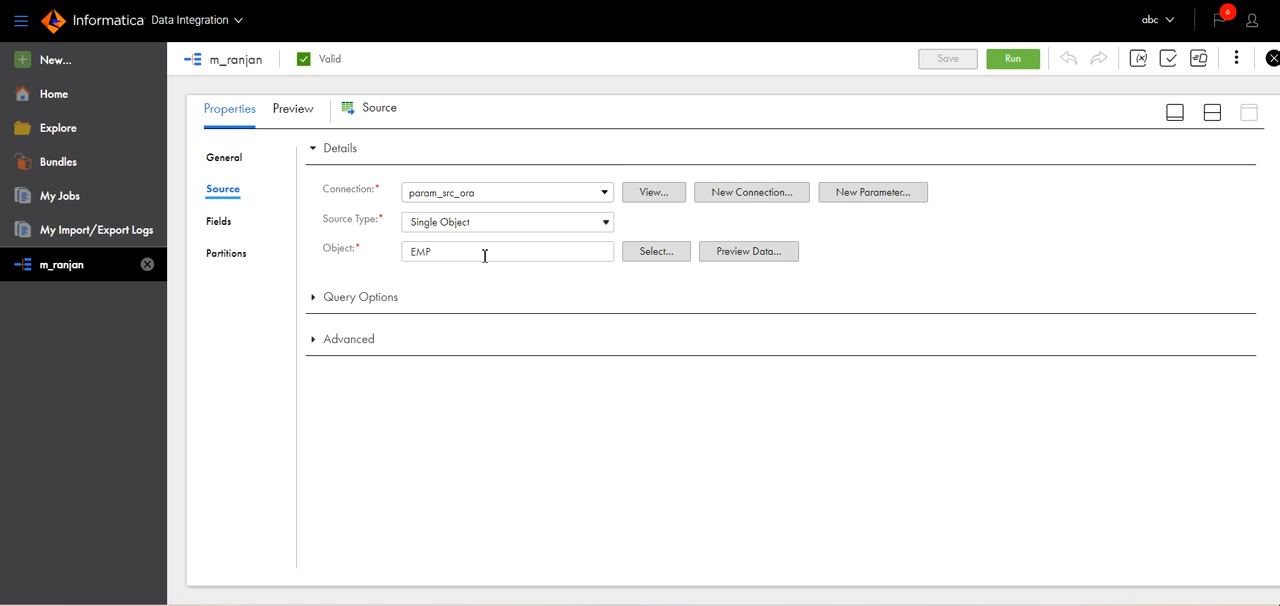 Informatica Data Integration abc 6
New... m_ranjan Valid Save Run
Home
Explore
Bundles
My Jobs
My Import/Export Logs
m_ranjan
Properties Preview Source
General
Source
Fields
Partitions
Details
Connection:* param_src_ora View... New Connection... New Parameter...
Source Type:* Single Object
Object:* EMP Select... Preview Data...
Query Options
Advanced